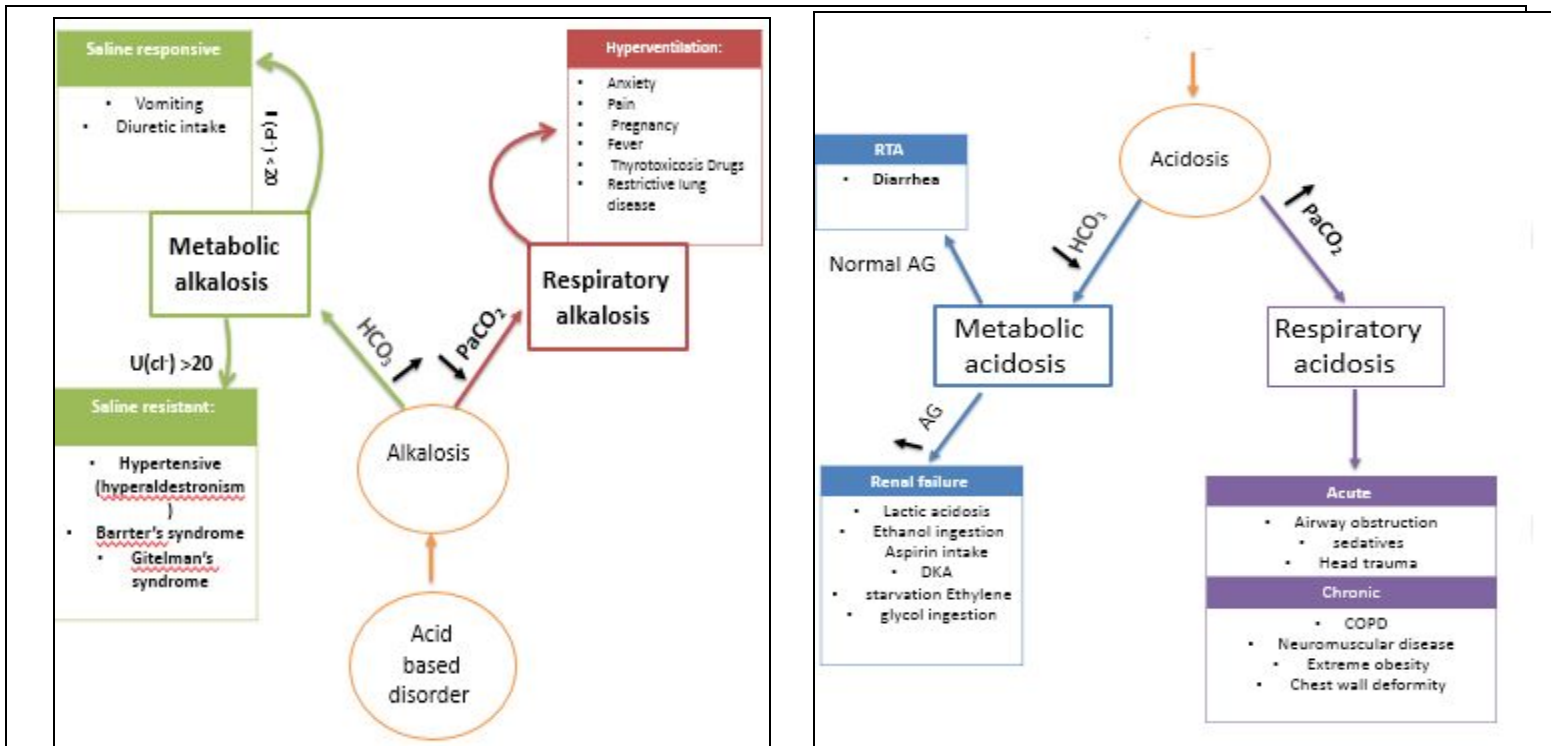 Saline responsive
• Vomiting
• Diuretic intake
(cl-) < 20
Metabolic
alkalosis
U(cl-) >20
Saline resistant:
• Hypertensive
(hyperaldestronism
)
• Barrter's syndrome
• Gitelman's
syndrome
Hyperventilation:
• Anxiety
• Pain
• Pregnancy
• Fever
• Thyrotoxicosis Drugs
• Restrictive lung
disease
Respiratory
alkalosis
HCO3
PaCO2
Alkalosis
Acid
based
disorder
Acidosis
RTA
• Diarrhea
Normal AG
HCO3
PaCO2
Metabolic
acidosis
Respiratory
acidosis
AG
Renal failure
• Lactic acidosis
• Ethanol ingestion
Aspirin intake
• DKA
• starvation Ethylene
• glycol ingestion
Acute
• Airway obstruction
• sedatives
• Head trauma
Chronic
• COPD
• Neuromuscular disease
• Extreme obesity
• Chest wall deformity